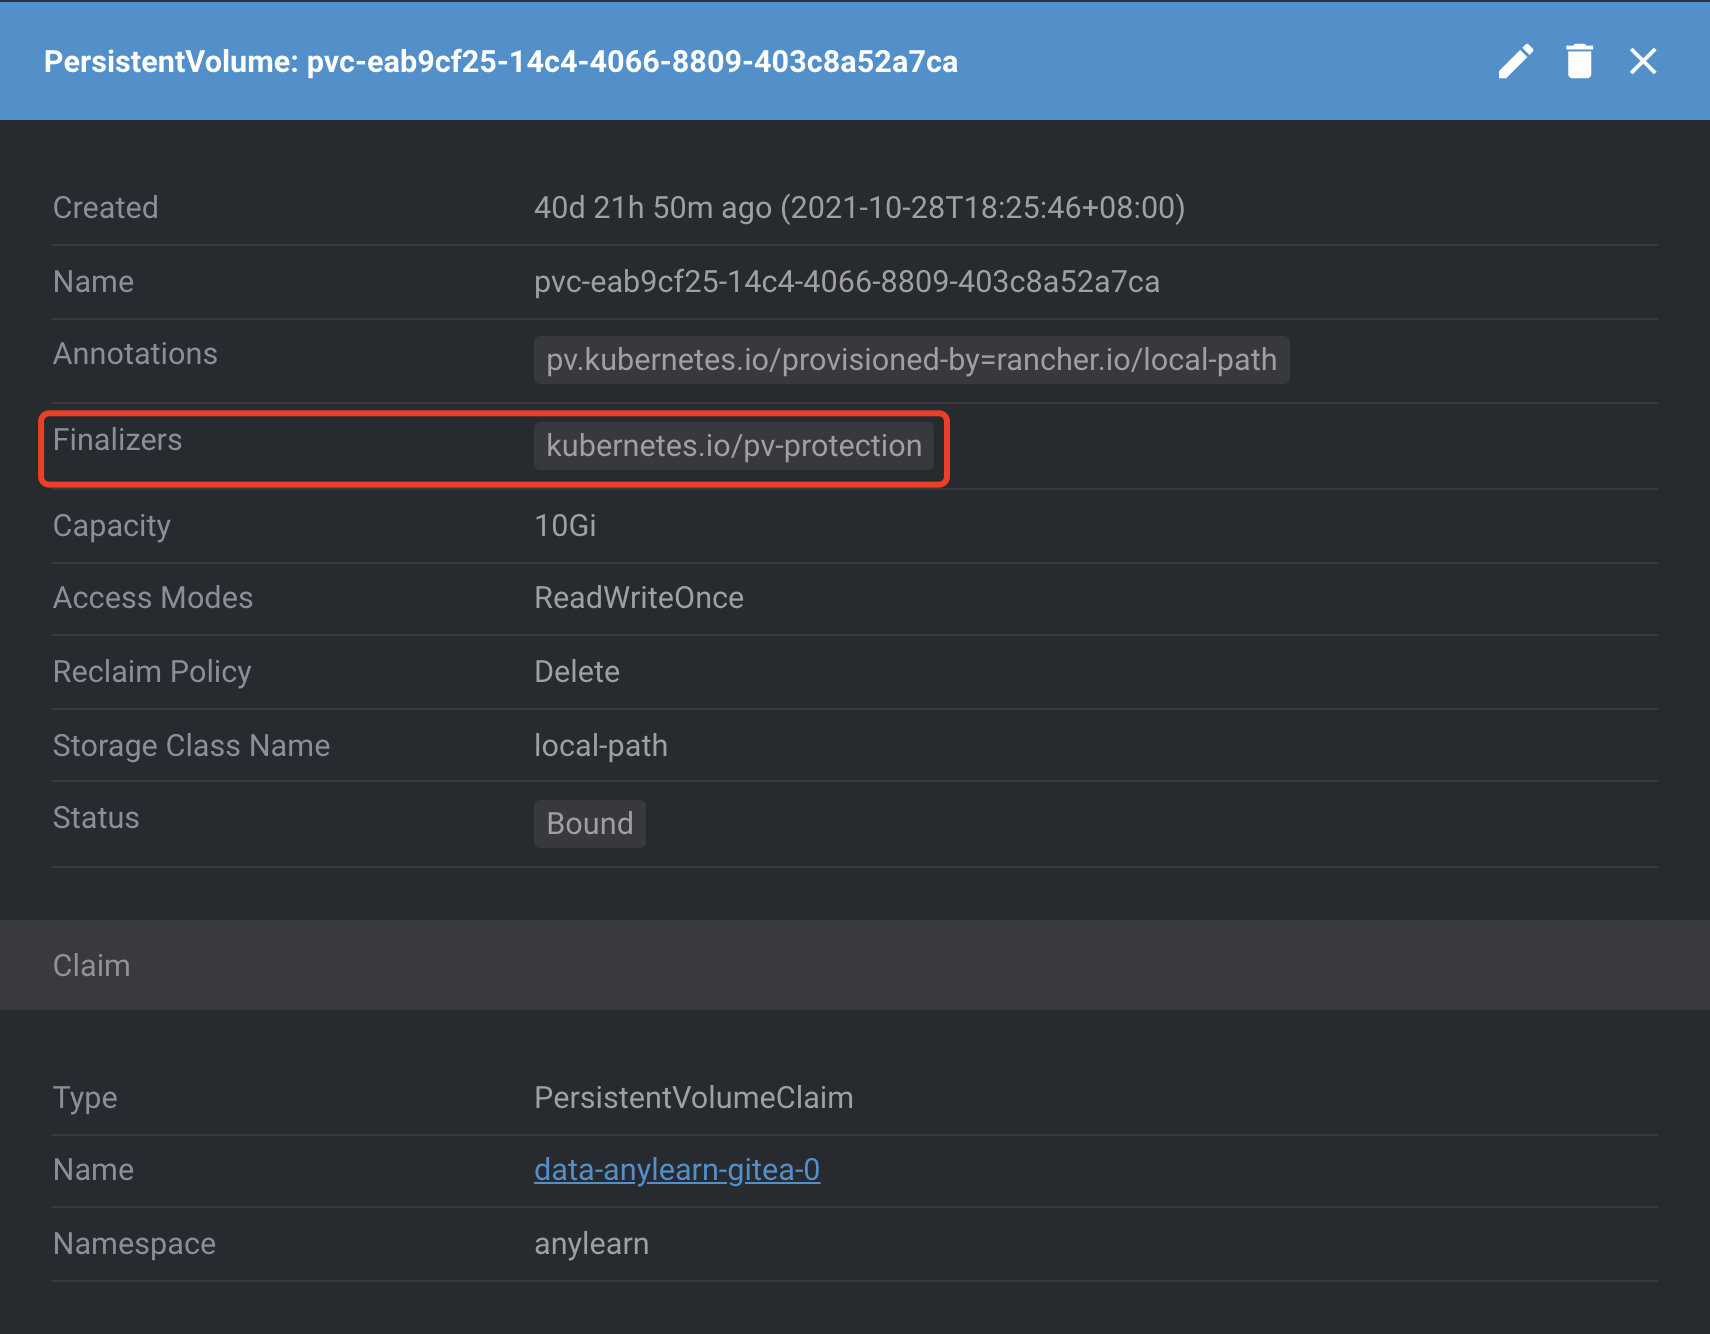 PersistentVolume: pvc-eab9cf25-14c4-4066-8809-403c8a52a7ca
Created 40d 21h 50m ago (2021-10-28T18:25:46+08:00)
Name pvc-eab9cf25-14c4-4066-8809-403c8a52a7ca
Annotations pv.kubernetes.io/provisioned-by=rancher.io/local-path
Finalizers kubernetes.io/pv-protection
Capacity 10Gi
Access Modes ReadWriteOnce
Reclaim Policy Delete
Storage Class Name local-path
Status Bound
Claim
Type PersistentVolumeClaim
Name data-anylearn-gitea-0
Namespace anylearn